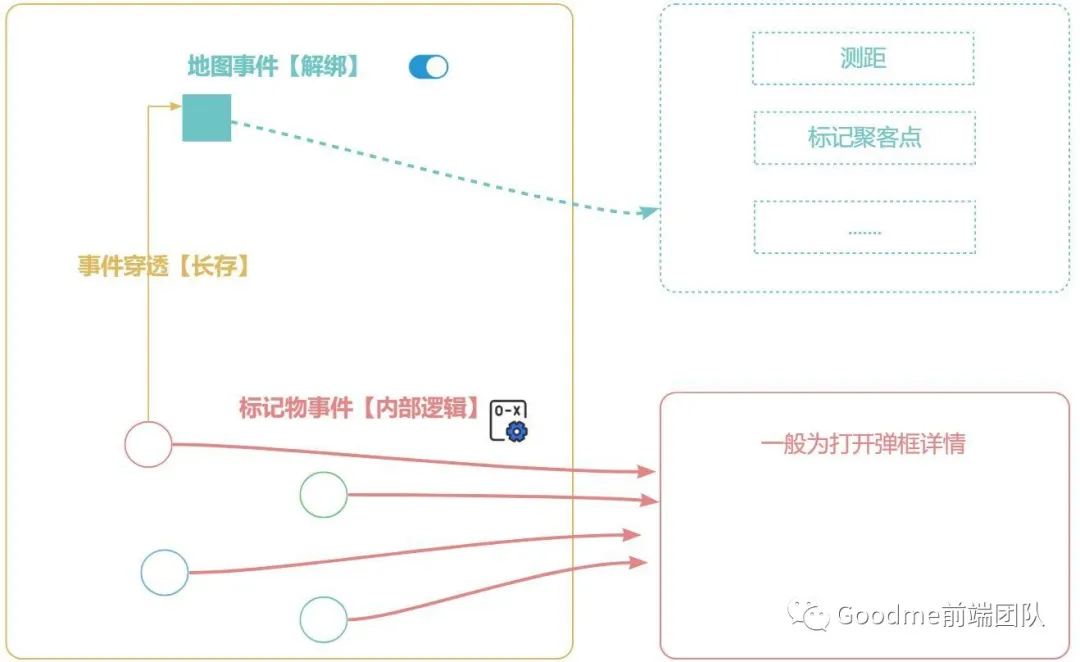 地图事件【解绑】
测距
标记聚客点
.......
事件穿透【长存】
标记物事件【内部逻辑】
O-X
一般为打开弹框详情
Goodme前端团队